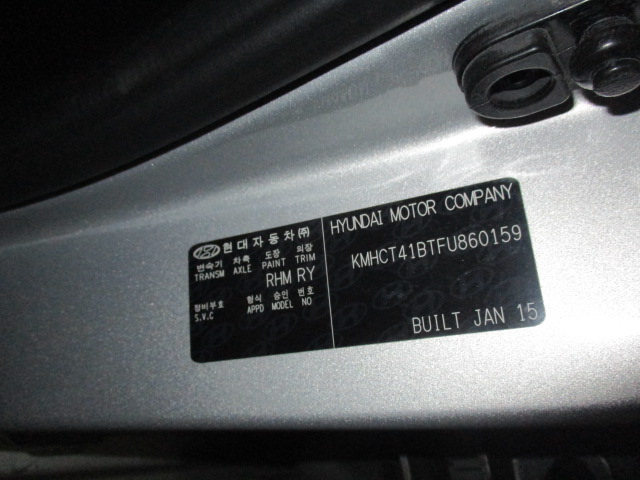 현대자동차㈜
변속기 차축 도장 의장
TRANSM AXLE PAINT TRIM
RHM RY
정비부호 형식 승인 번호
S.V.C APPD MODEL NO
HYUNDAI MOTOR COMPANY
KMHCT41BTFU860159
BUILT JAN 15